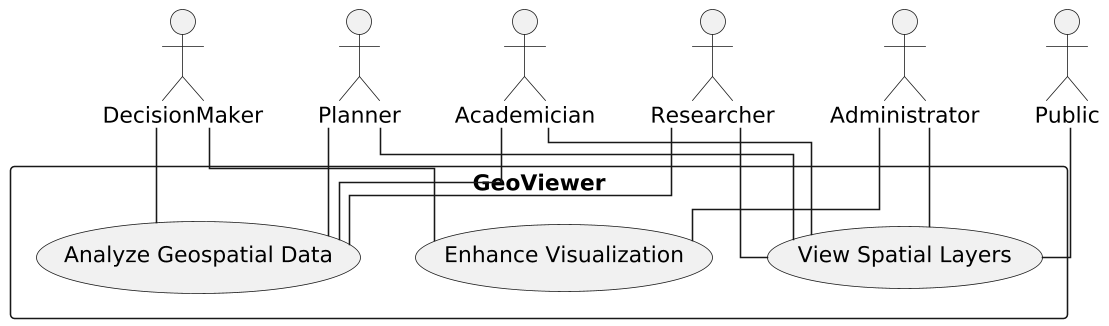 DecisionMaker
Planner
Academician
Researcher
Administrator
Public
GeoViewer
Analyze Geospatial Data
Enhance Visualization
View Spatial Layers